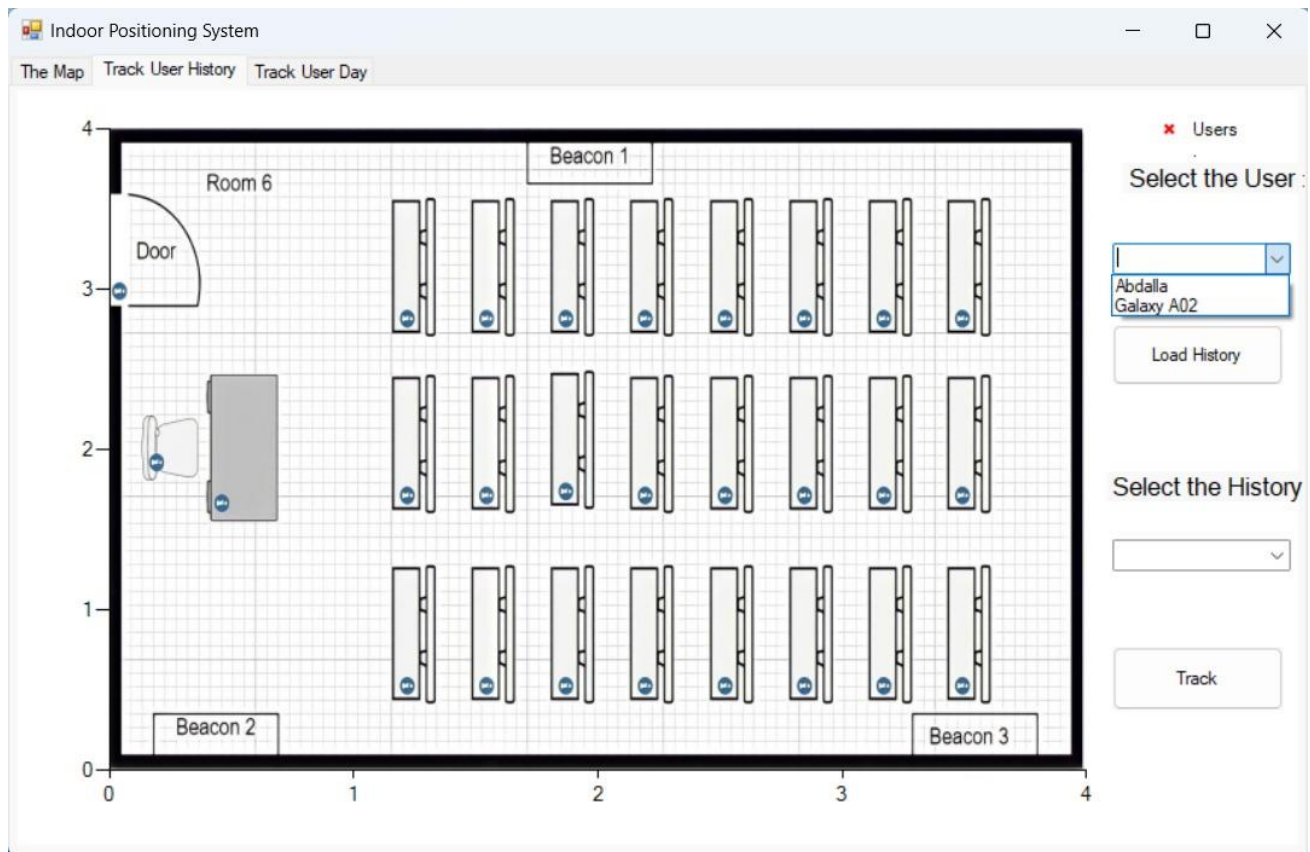 Indoor Positioning System
The Map Track User History Track User Day
4
Beacon 1
Users
Room 6
Select the User :
Door
3
Abdalla
Galaxy A02
Load History
2
Select the History
1
Track
Beacon 2
Beacon 3
0
0 1 2 3 4